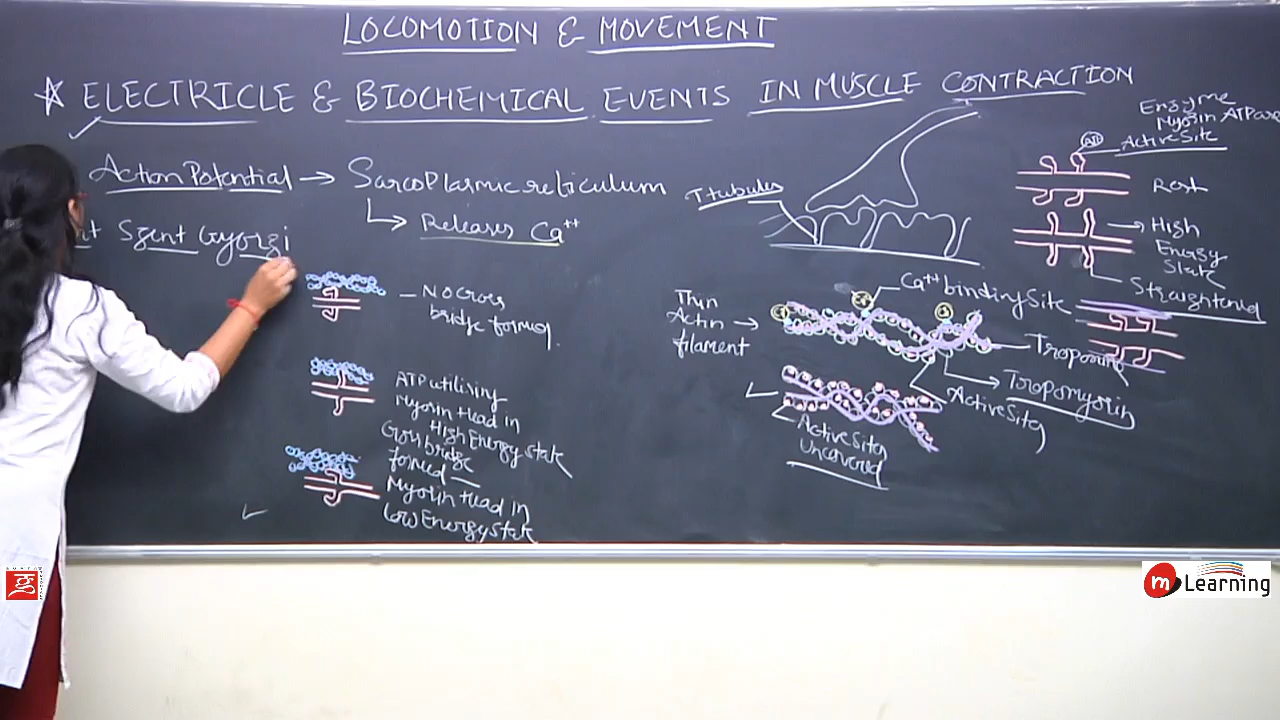 LOCOMOTION & MOVEMENT
ELECTRICLE & BIOCHEMICAL EVENTS IN MUSCLE CONTRACTION
Action Potential → Sarcoplasmic reticulum
Releases Ca++
Szent Gyorgi
No Cross
bridge formed
ATP utilising
Myosin Head in
High Energy state
Cross bridge
formed
Myosin Head in
Low Energy state
T tubules
Enzyme
Myosin ATPase
Active Site
Rest
High
Energy
State
Straightened
Ca++ binding Site
Thin
Actin
filament
Troponin
Tropomyosin
Active Site
Active Site
Uncovered
m Learning